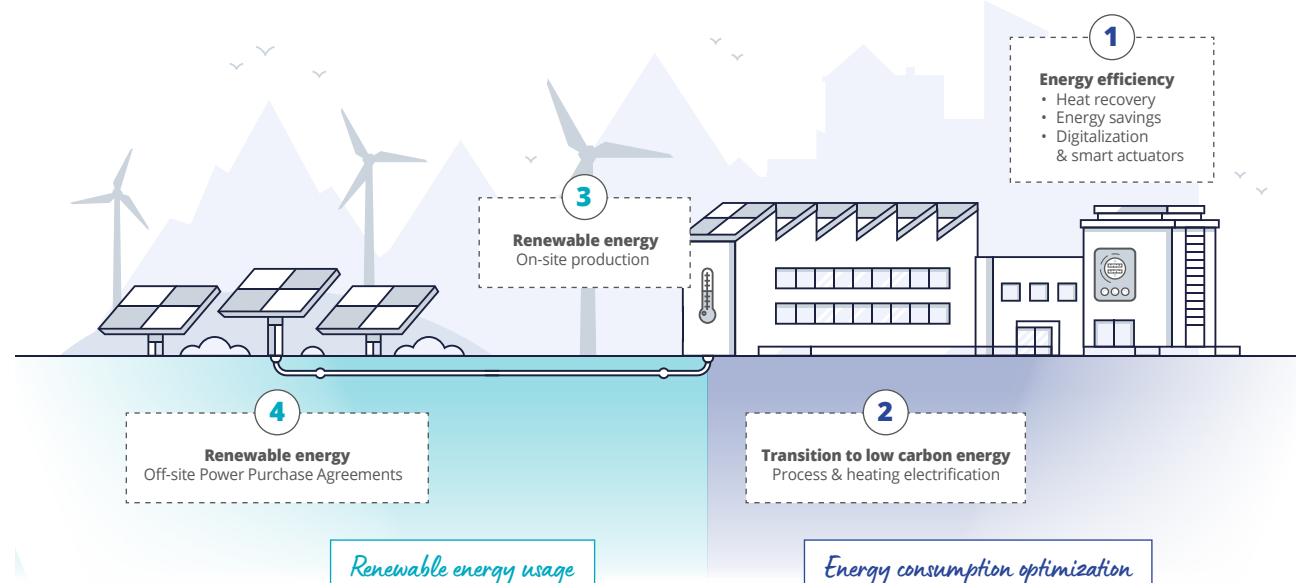 1
Energy efficiency
• Heat recovery
• Energy savings
• Digitalization
& smart actuators
3
Renewable energy
On-site production
4
Renewable energy
Off-site Power Purchase Agreements
2
Transition to low carbon energy
Process & heating electrification
Renewable energy usage
Energy consumption optimization